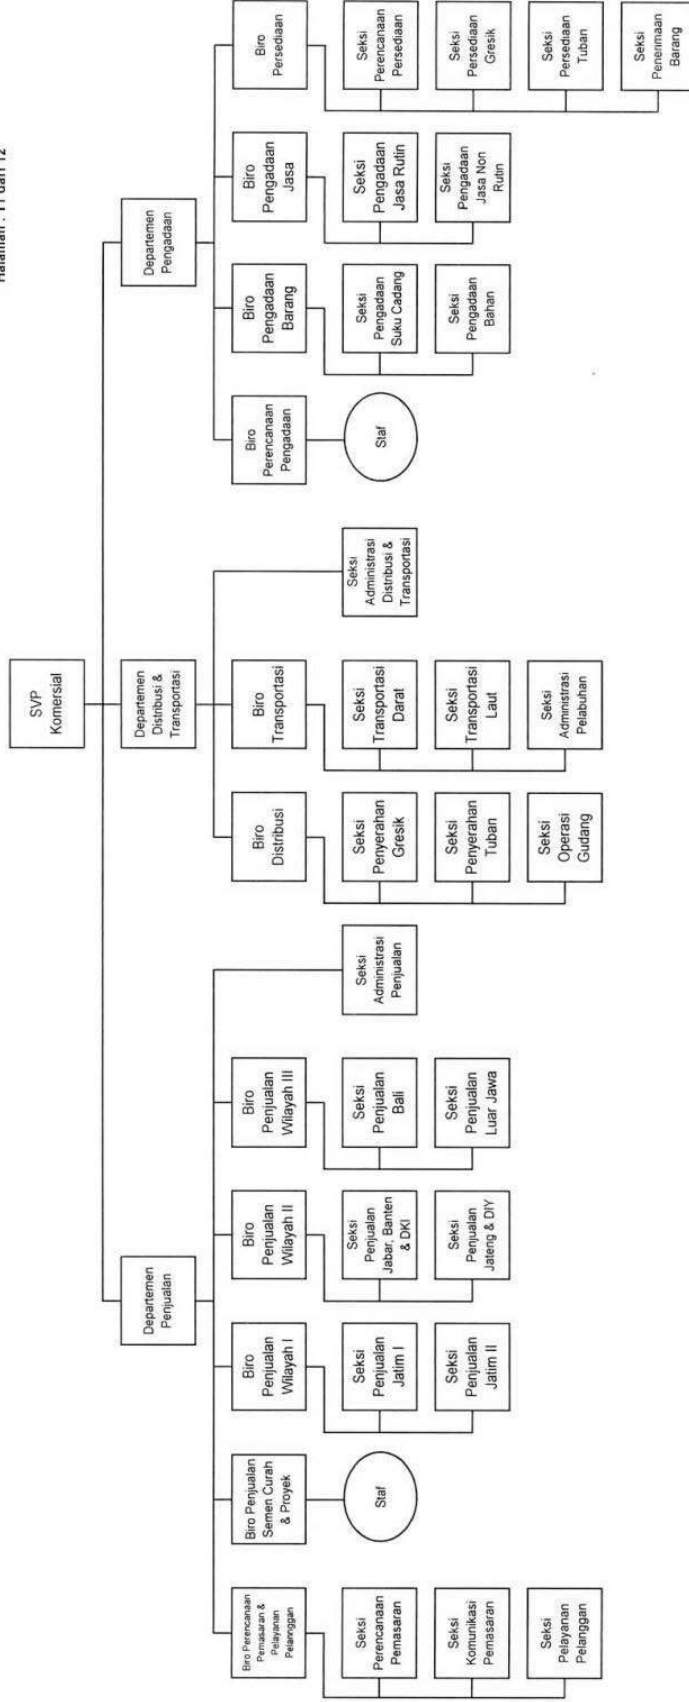 Halaman : 11 dari 12
SVP
Komersial
Departemen
Penjualan
Departemen
Distribusi &
Transportasi
Departemen
Pengadaan
Biro Perencanaan
Pemasaran &
Pelayanan
Pelanggan
Biro Penjualan
Semen Curah
& Proyek
Biro
Penjualan
Wilayah I
Biro
Penjualan
Wilayah II
Biro
Penjualan
Wilayah III
Biro
Distribusi
Biro
Transportasi
Biro
Perencanaan
Pengadaan
Biro
Pengadaan
Barang
Biro
Pengadaan
Jasa
Biro
Persediaan
Seksi
Perencanaan
Pemasaran
Staf
Seksi
Penjualan
Jatim I
Seksi
Penjualan
Jabar, Banten
& DKI
Seksi
Penjualan
Bali
Seksi
Administrasi
Penjualan
Seksi
Penyerahan
Gresik
Seksi
Transportasi
Darat
Seksi
Administrasi
Distribusi &
Transportasi
Staf
Seksi
Pengadaan
Suku Cadang
Seksi
Pengadaan
Jasa Rutin
Seksi
Perencanaan
Persediaan
Seksi
Komunikasi
Pemasaran
Seksi
Penjualan
Jatim II
Seksi
Penjualan
Jateng & DIY
Seksi
Penjualan
Luar Jawa
Seksi
Penyerahan
Tuban
Seksi
Transportasi
Laut
Seksi
Pengadaan
Bahan
Seksi
Pengadaan
Jasa Non
Rutin
Seksi
Persediaan
Gresik
Seksi
Pelayanan
Pelanggan
Seksi
Operasi
Gudang
Seksi
Administrasi
Pelabuhan
Seksi
Persediaan
Tuban
Seksi
Penerimaan
Barang